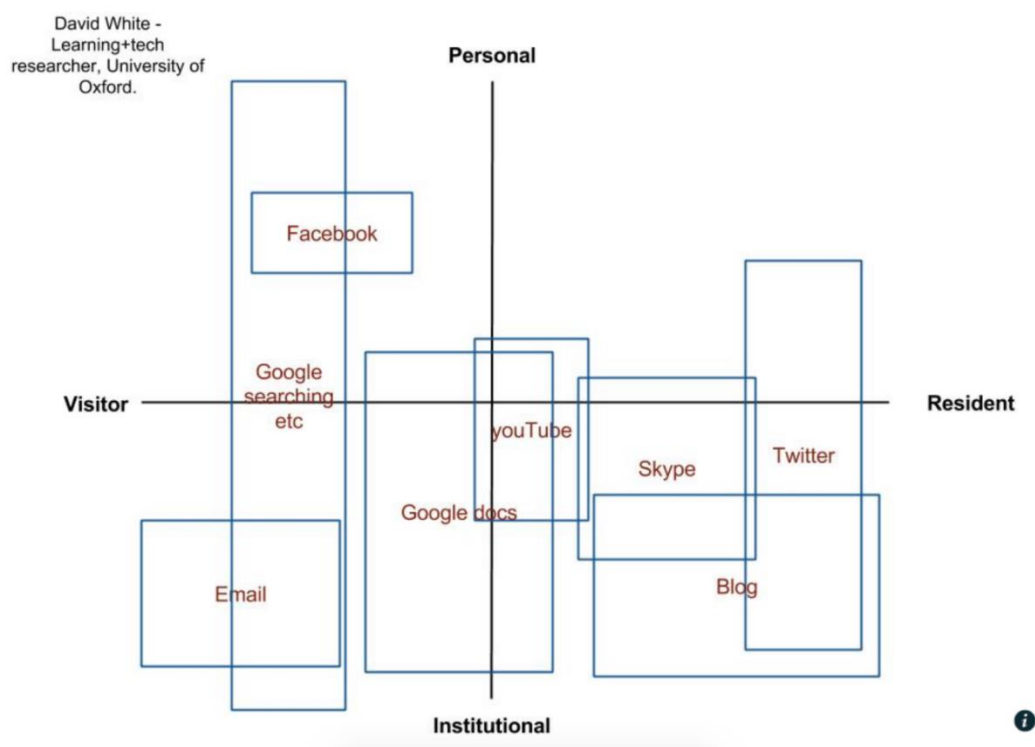 David White -
Learning+tech
researcher, University of
Oxford.
Personal
Facebook
Google
searching
etc
Visitor
Resident
youTube
Skype
Twitter
Google docs
Email
Blog
Institutional
i